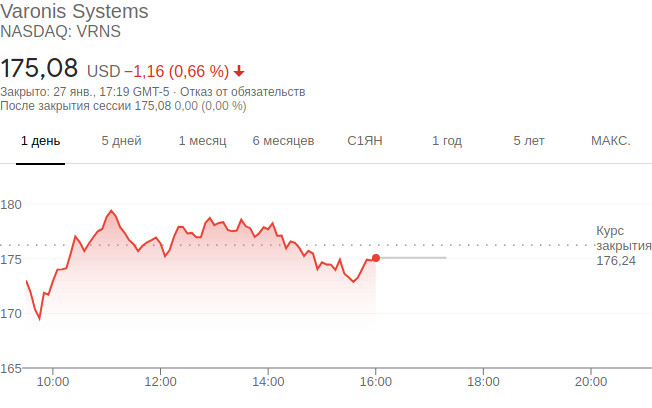 Varonis Systems
NASDAQ: VRNS
175,08 USD −1,16 (0,66 %)
Закрыто: 27 янв., 17:19 GMT-5 · Отказ от обязательств
После закрытия сессии 175,08 0,00 (0,00 %)
1 день 5 дней 1 месяц 6 месяцев С1ЯН 1 год 5 лет МАКС.
180
Курс
закрытия
176,24
175
170
165
10:00 12:00 14:00 16:00 18:00 20:00